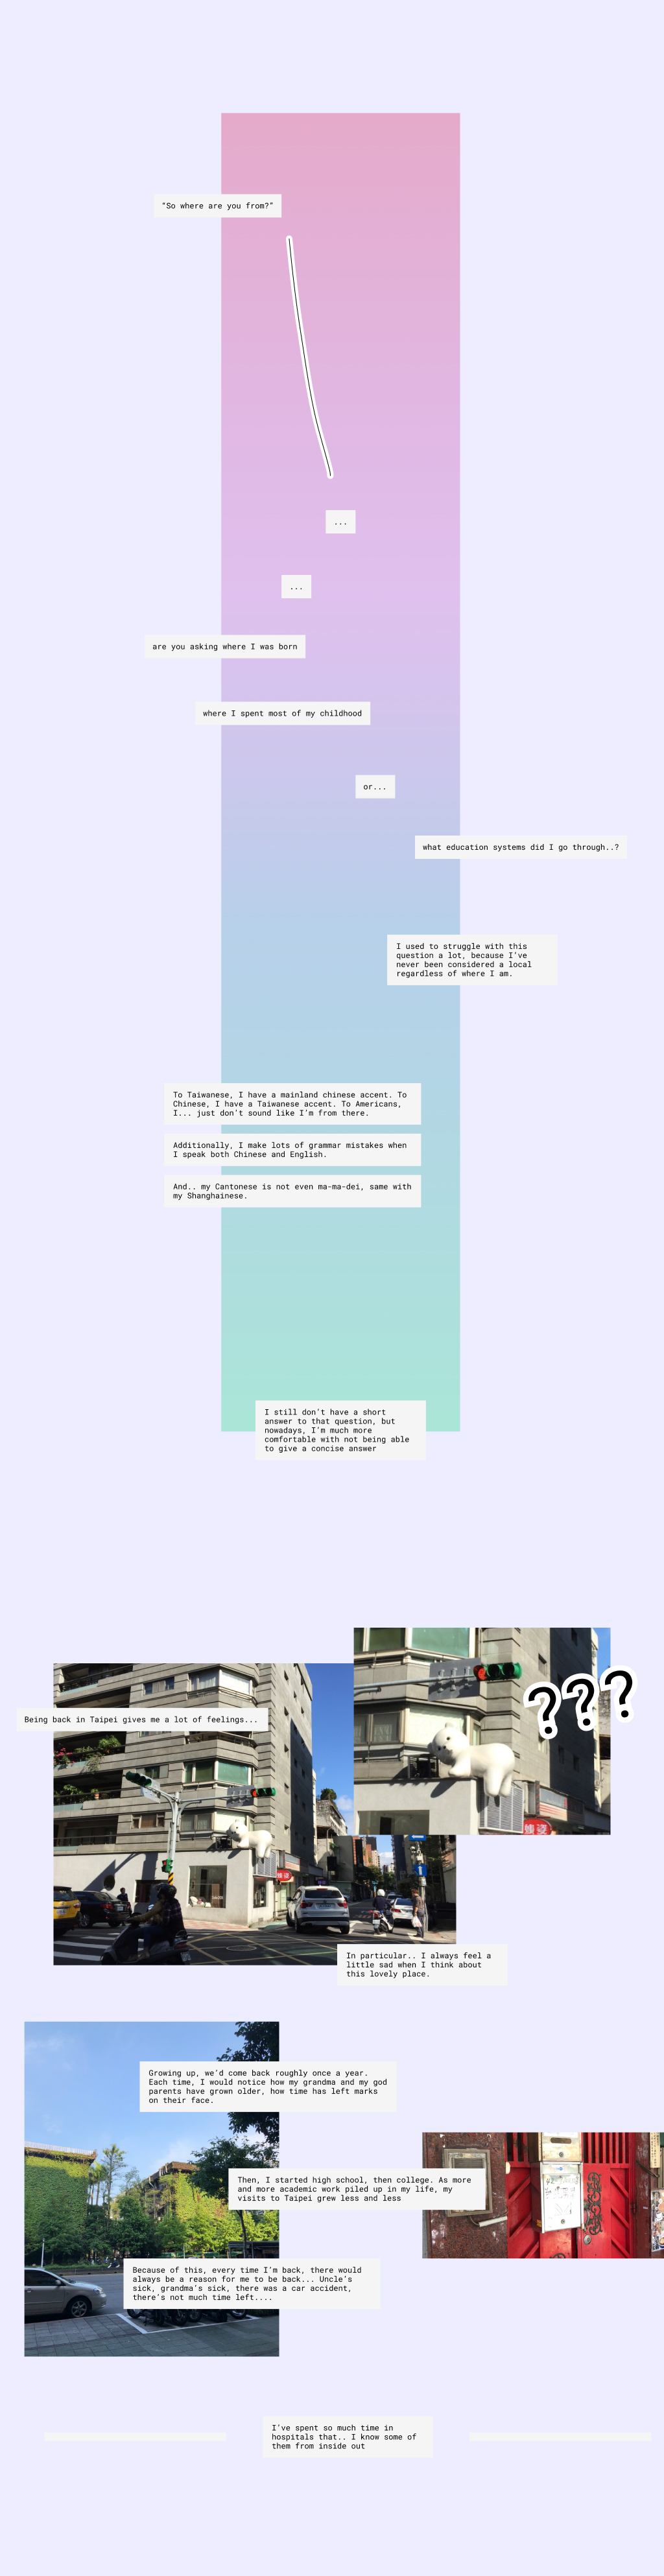 “So where are you from?”
...
...
are you asking where I was born
where I spent most of my childhood
or...
what education systems did I go through..?
I used to struggle with this
question a lot, because I’ve
never been considered a local
regardless of where I am.
To Taiwanese, I have a mainland chinese accent. To
Chinese, I have a Taiwanese accent. To Americans,
I... just don’t sound like I’m from there.
Additionally, I make lots of grammar mistakes when
I speak both Chinese and English.
And.. my Cantonese is not even ma-ma-dei, same with
my Shanghainese.
I still don’t have a short
answer to that question, but
nowadays, I’m much more
comfortable with not being able
to give a concise answer
???
Being back in Taipei gives me a lot of feelings...
In particular.. I always feel a
little sad when I think about
this lovely place.
Growing up, we’d come back roughly once a year.
Each time, I would notice how my grandma and my god
parents have grown older, how time has left marks
on their face.
Then, I started high school, then college. As more
and more academic work piled up in my life, my
visits to Taipei grew less and less
Because of this, every time I’m back, there would
always be a reason for me to be back... Uncle’s
sick, grandma’s sick, there was a car accident,
there’s not much time left....
I’ve spent so much time in
hospitals that.. I know some of
them from inside out